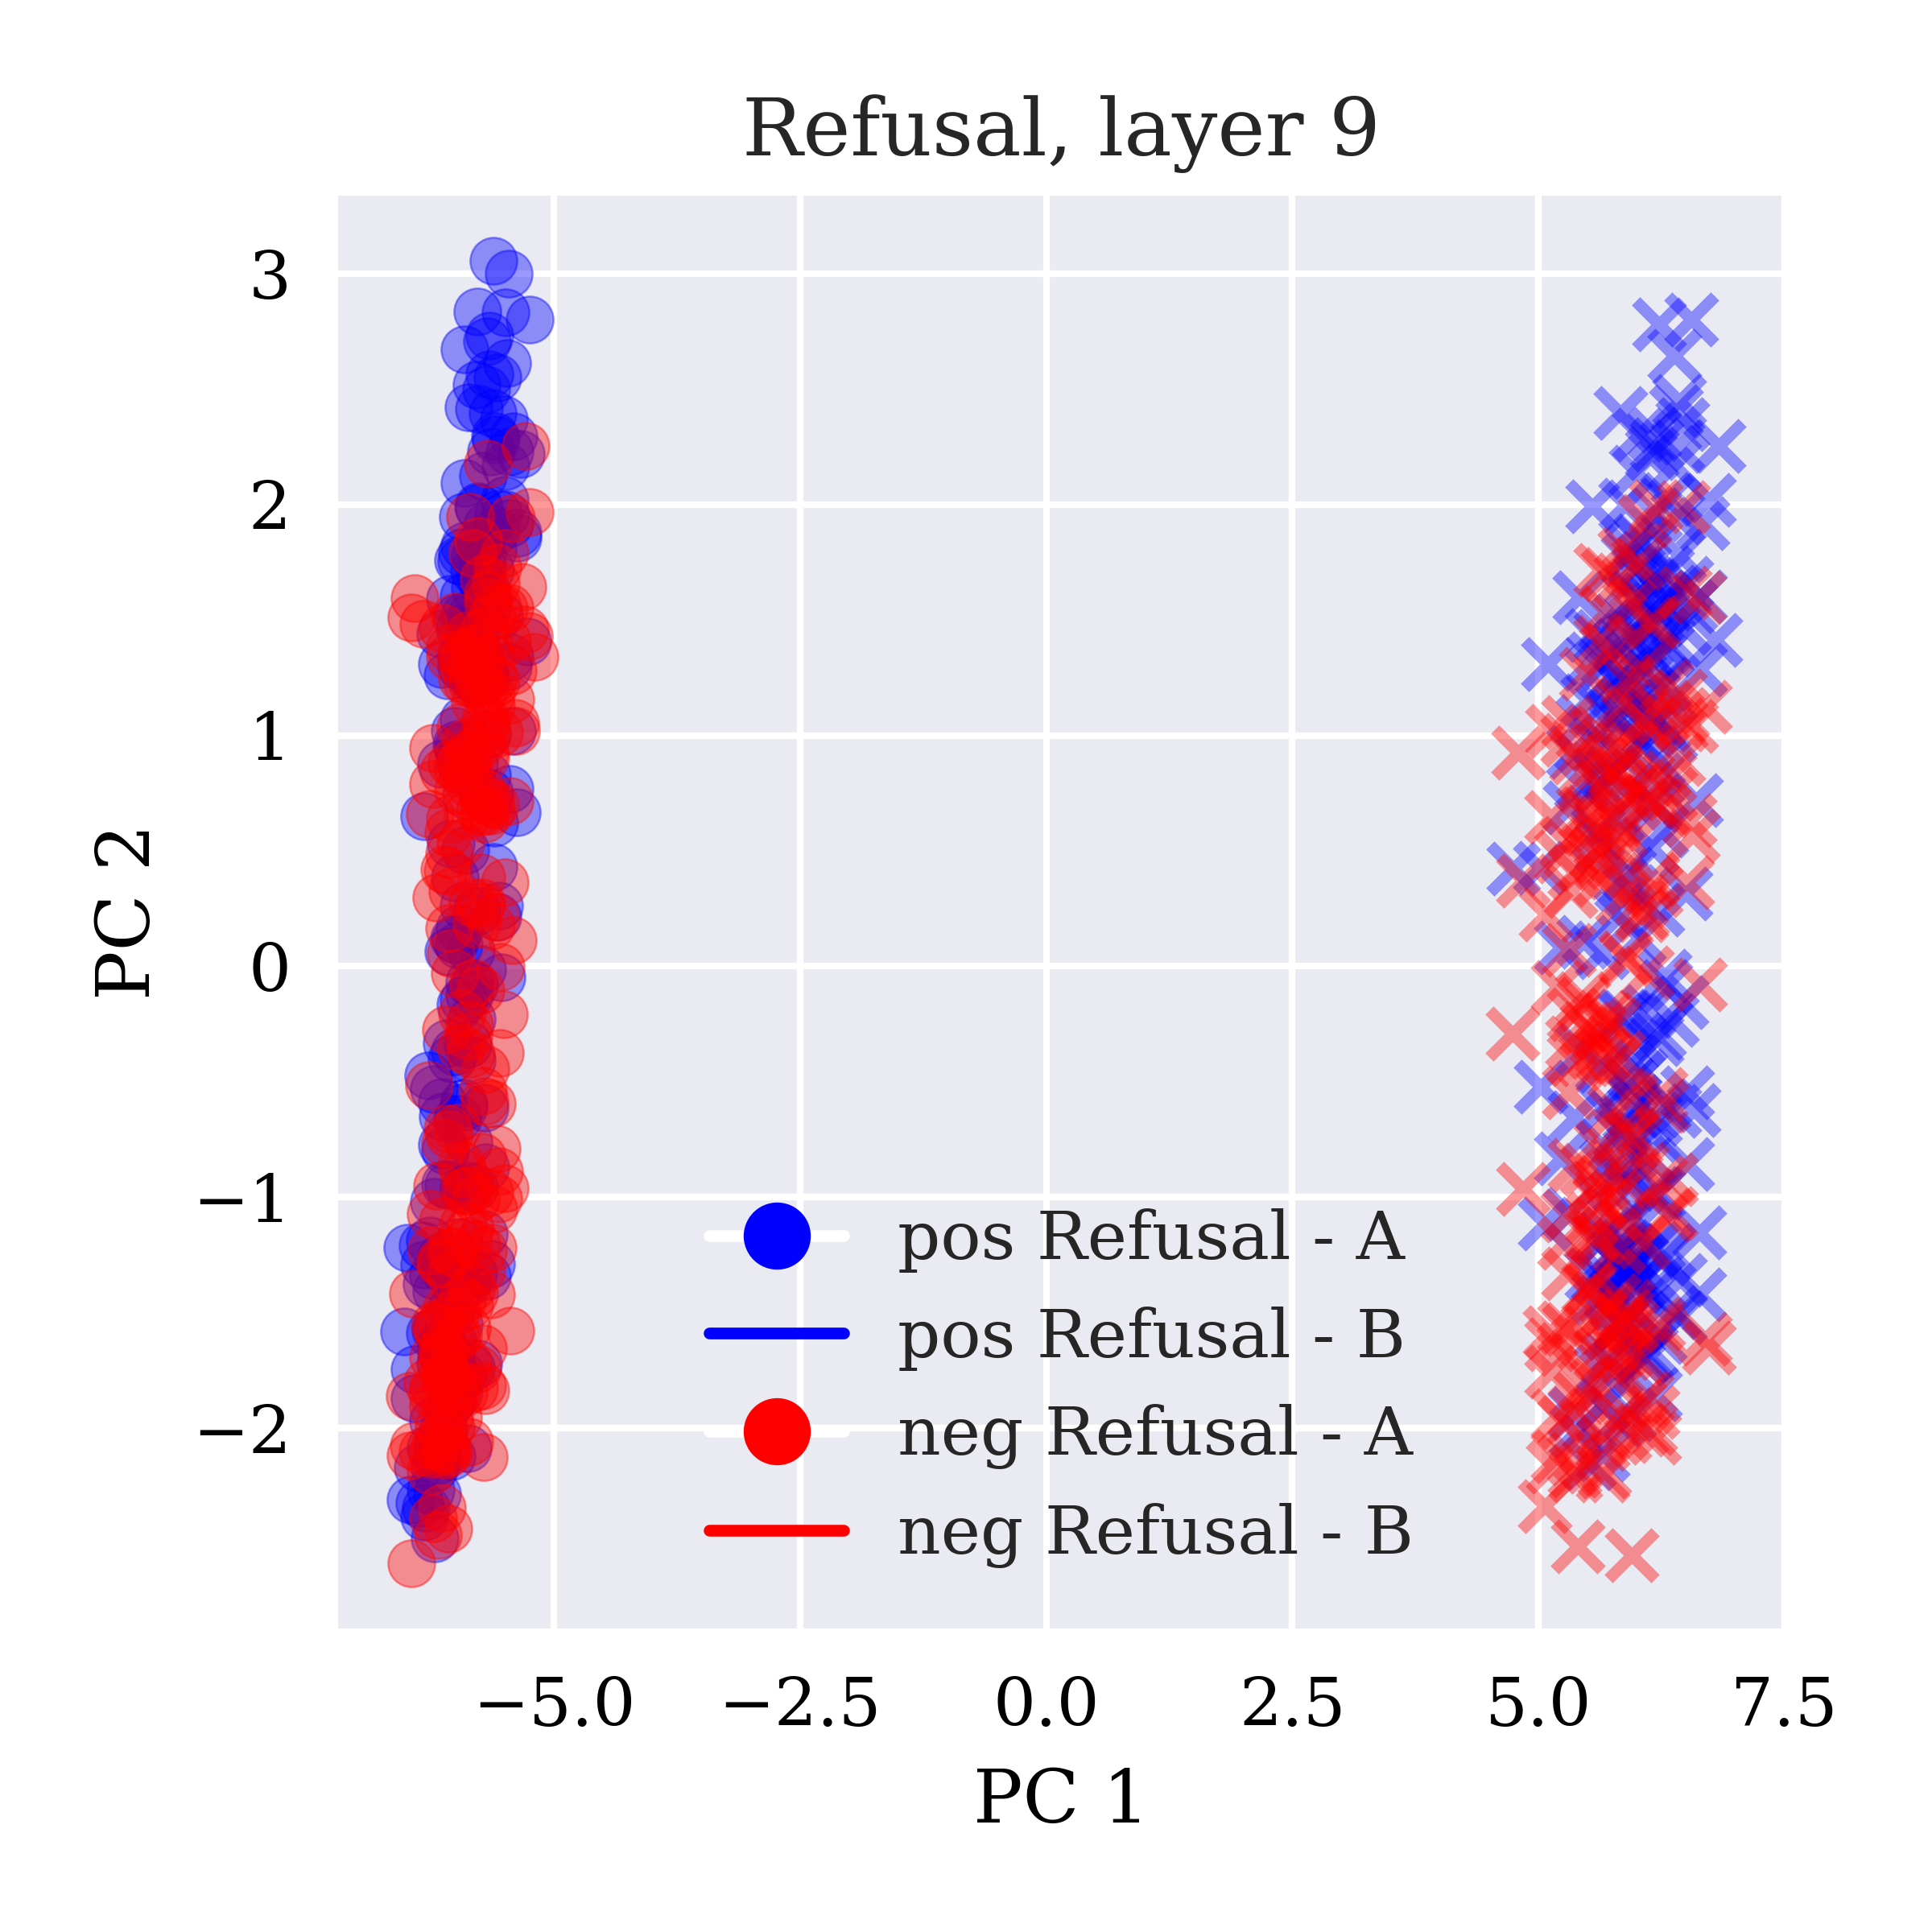 Refusal, layer 9
3
2
1
0
−1
−2
PC 2
pos Refusal - A
pos Refusal - B
neg Refusal - A
neg Refusal - B
−5.0 −2.5 0.0 2.5 5.0 7.5
PC 1